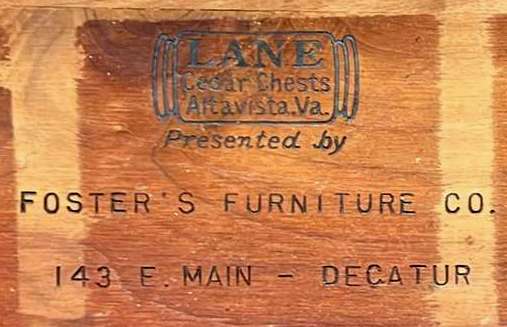 LANE
Cedar Chests
Altavista.Va.
Presented by
FOSTER'S FURNITURE CO.
143 E. MAIN - DECATUR